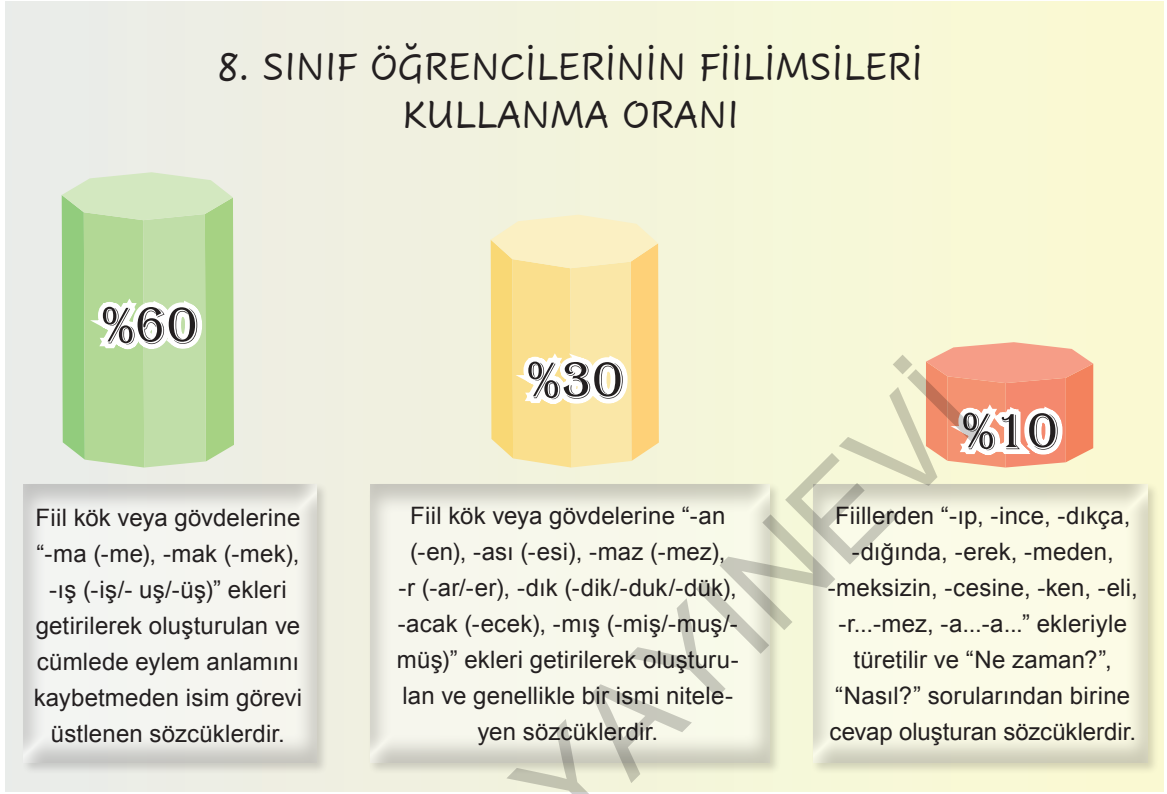 8. SINIF ÖĞRENCİLERİNİN FİİLİMSİLERİ
KULLANMA ORANI
%60
%30
%10
Fiil kök veya gövdelerine
“-ma (-me), -mak (-mek),
-ış (-iş/- uş/-üş)” ekleri
getirilerek oluşturulan ve
cümlede eylem anlamını
kaybetmeden isim görevi
üstlenen sözcüklerdir.
Fiil kök veya gövdelerine “-an
(-en), -ası (-esi), -maz (-mez),
-r (-ar/-er), -dık (-dik/-duk/-dük),
-acak (-ecek), -mış (-miş/-muş/-
müş)” ekleri getirilerek oluşturu-
lan ve genellikle bir ismi nitele-
yen sözcüklerdir.
Fiillerden “-ıp, -ince, -dıkça,
-dığında, -erek, -meden,
-meksizin, -cesine, -ken, -eli,
-r...-mez, -a...-a...” ekleriyle
türetilir ve “Ne zaman?”,
“Nasıl?” sorularından birine
cevap oluşturan sözcüklerdir.
YAYINEVİ